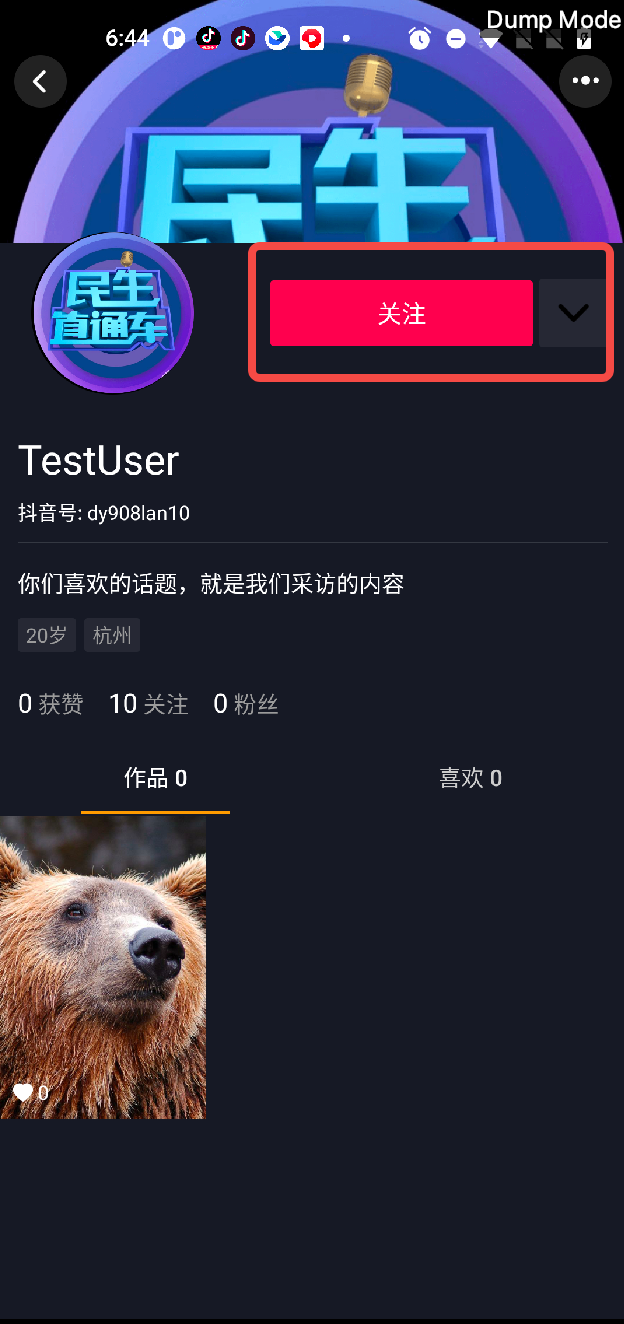 Dump Mode
6:44
民生
民生
直通车
关注
TestUser
抖音号: dy908lan10
你们喜欢的话题，就是我们采访的内容
20岁 杭州
0 获赞 10 关注 0 粉丝
作品 0 喜欢 0
0